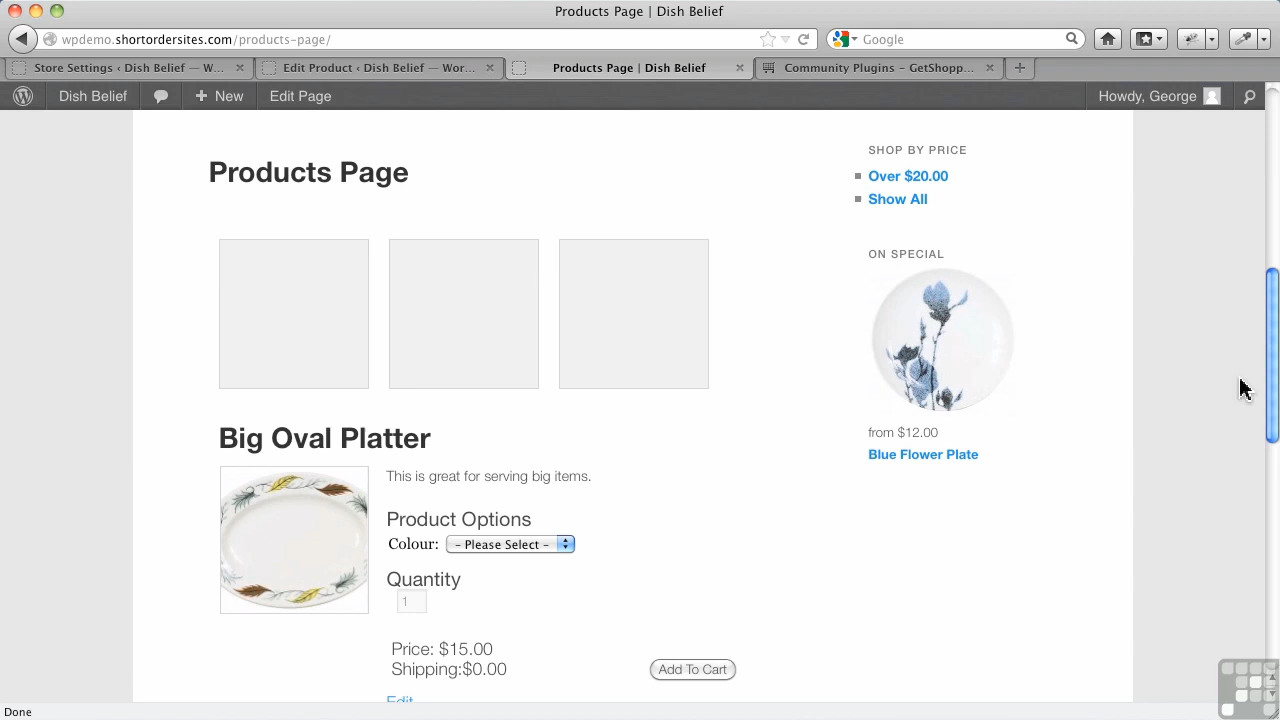 Products Page | Dish Belief
wpdemo.shortordersites.com/products-page/
Google
Store Settings ‹ Dish Belief — W...
Edit Product ‹ Dish Belief — Wor...
Products Page | Dish Belief
Community Plugins – GetShopp...
Dish Belief
New
Edit Page
Howdy, George
Products Page
SHOP BY PRICE
Over $20.00
Show All
ON SPECIAL
from $12.00
Blue Flower Plate
Big Oval Platter
This is great for serving big items.
Product Options
Colour: – Please Select –
Quantity
1
Price: $15.00
Shipping:$0.00
Add To Cart
Edit
Done